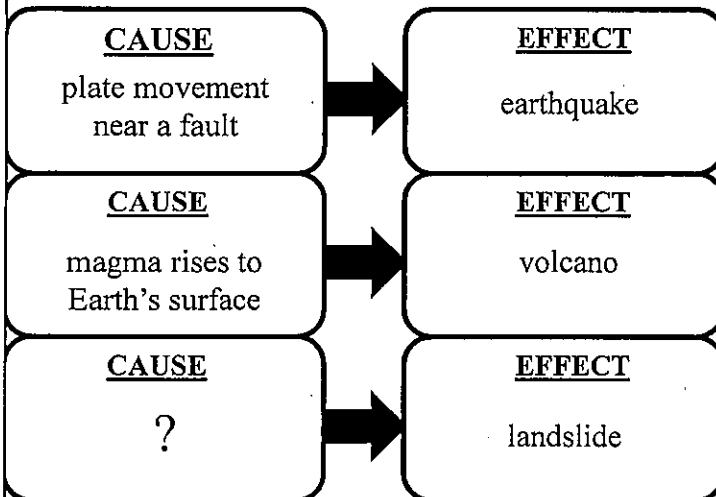 CAUSE
plate movement
near a fault
EFFECT
earthquake
CAUSE
magma rises to
Earth's surface
EFFECT
volcano
CAUSE
?
EFFECT
landslide